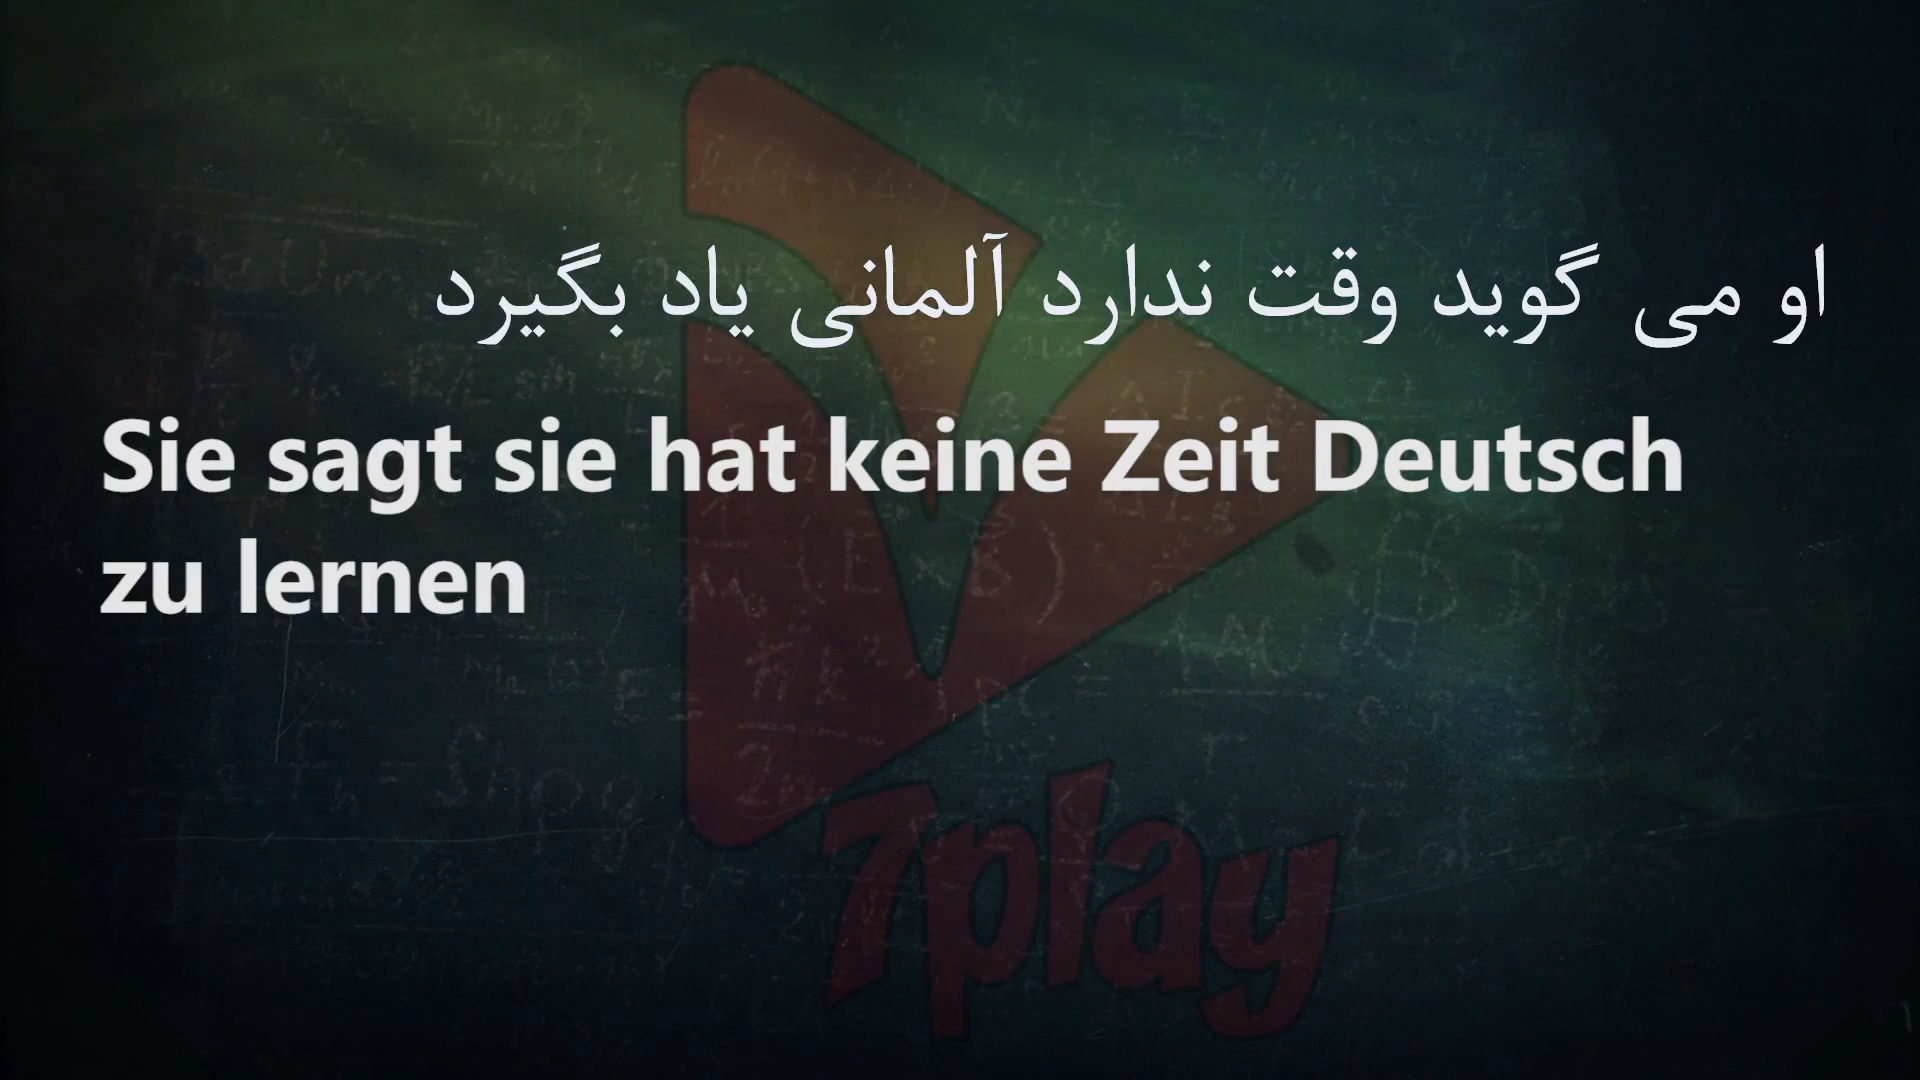 او می گوید وقت ندارد آلمانی یاد بگیرد
Sie sagt sie hat keine Zeit Deutsch
zu lernen
7play